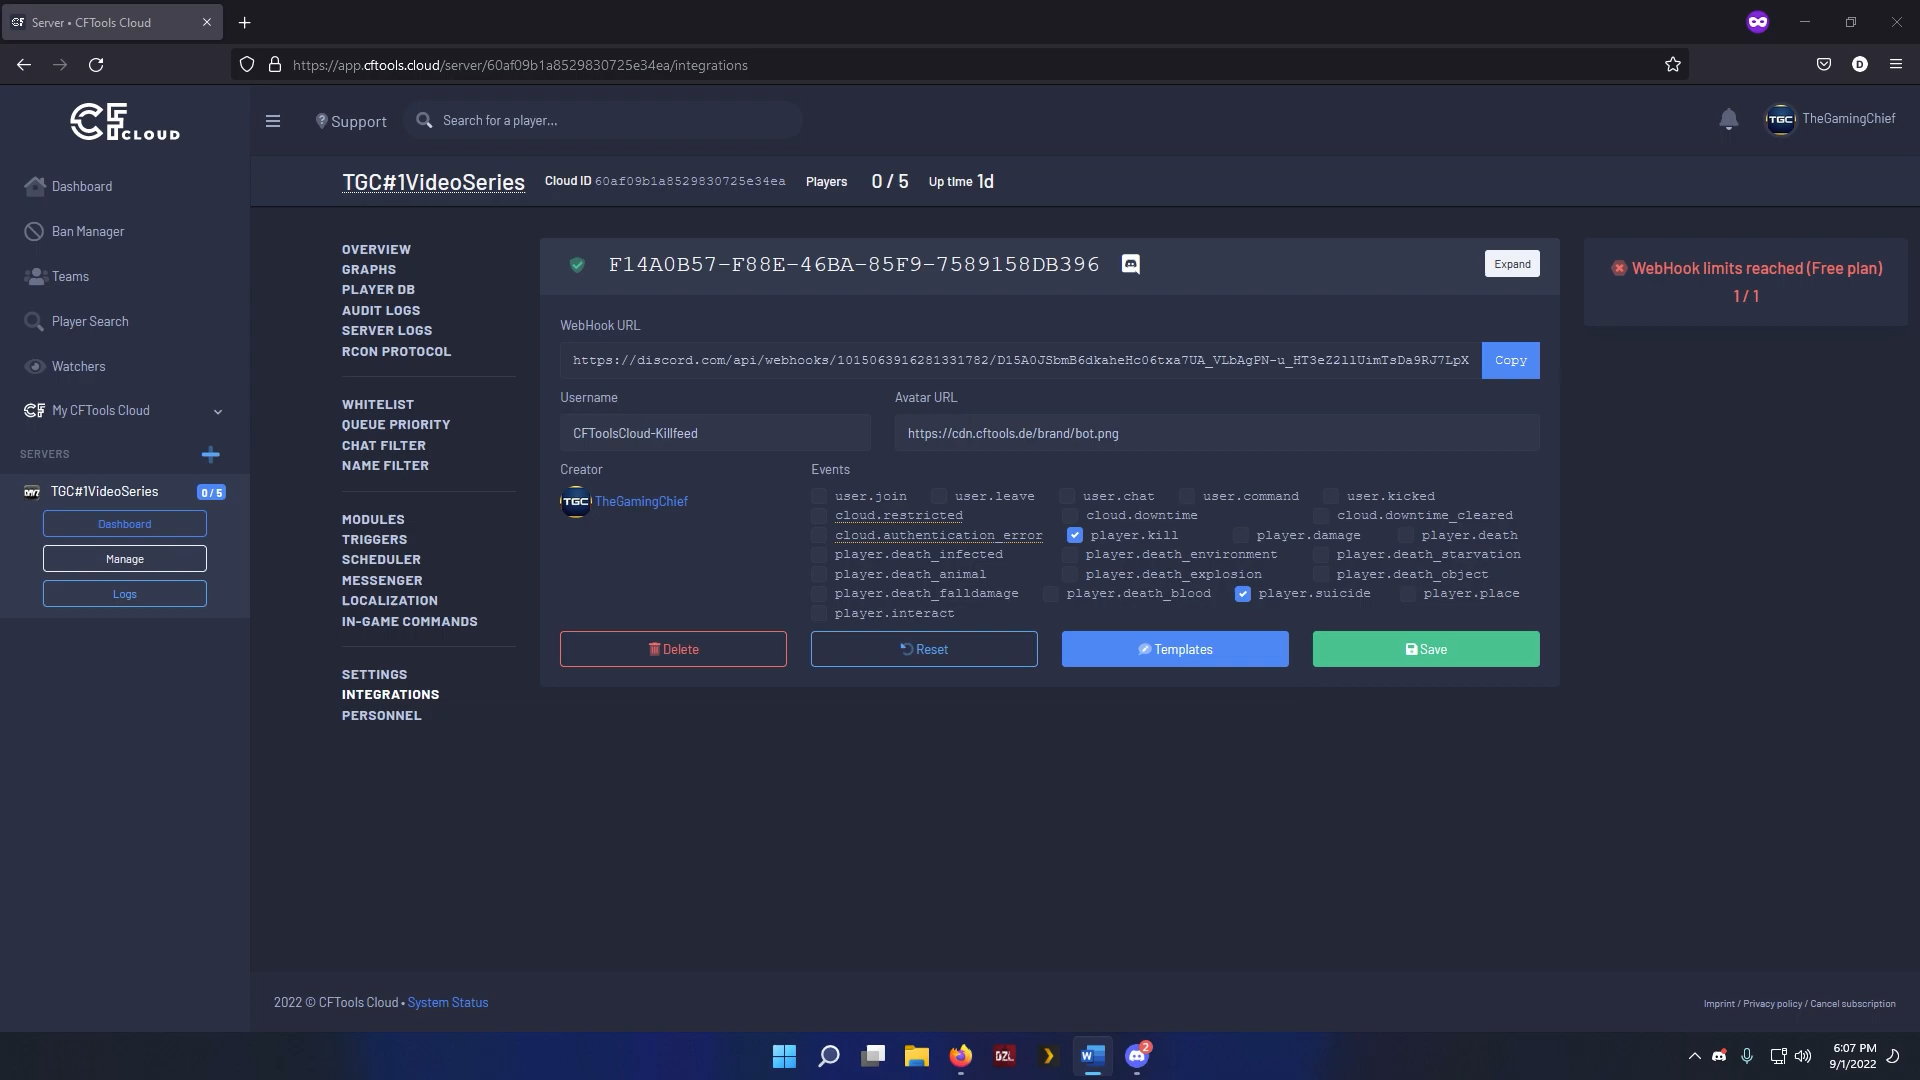 Server • CFTools Cloud
https://app.cftools.cloud/server/60af09b1a8529830725e34ea/integrations
D
CF CLOUD
Support
Search for a player...
TGC
TheGamingChief
TGC#1VideoSeries
Cloud ID 60af09b1a8529830725e34ea
Players 0 / 5
Up time 1d
Dashboard
Ban Manager
Teams
Player Search
Watchers
CF My CFTools Cloud
SERVERS
DAYZ TGC#1VideoSeries 0 / 5
Dashboard
Manage
Logs
OVERVIEW
GRAPHS
PLAYER DB
AUDIT LOGS
SERVER LOGS
RCON PROTOCOL
WHITELIST
QUEUE PRIORITY
CHAT FILTER
NAME FILTER
MODULES
TRIGGERS
SCHEDULER
MESSENGER
LOCALIZATION
IN-GAME COMMANDS
SETTINGS
INTEGRATIONS
PERSONNEL
F14A0B57-F88E-46BA-85F9-7589158DB396
Expand
WebHook URL
https://discord.com/api/webhooks/1015063916281331782/D15A0JSbmB6dkaheHc06txa7UA_VLbAgPN-u_HT3eZ2llUimTsDa9RJ7LpX
Copy
Username
Avatar URL
CFToolsCloud-Killfeed
https://cdn.cftools.de/brand/bot.png
Creator
TGC TheGamingChief
Events
user.join user.leave user.chat user.command user.kicked
cloud.restricted cloud.downtime cloud.downtime_cleared
cloud.authentication_error player.kill player.damage player.death
player.death_infected player.death_environment player.death_starvation
player.death_animal player.death_explosion player.death_object
player.death_falldamage player.death_blood player.suicide player.place
player.interact
Delete
Reset
Templates
Save
WebHook limits reached (Free plan)
1 / 1
2022 © CFTools Cloud • System Status
Imprint / Privacy policy / Cancel subscription
DZL
W
2
6:07 PM
9/1/2022